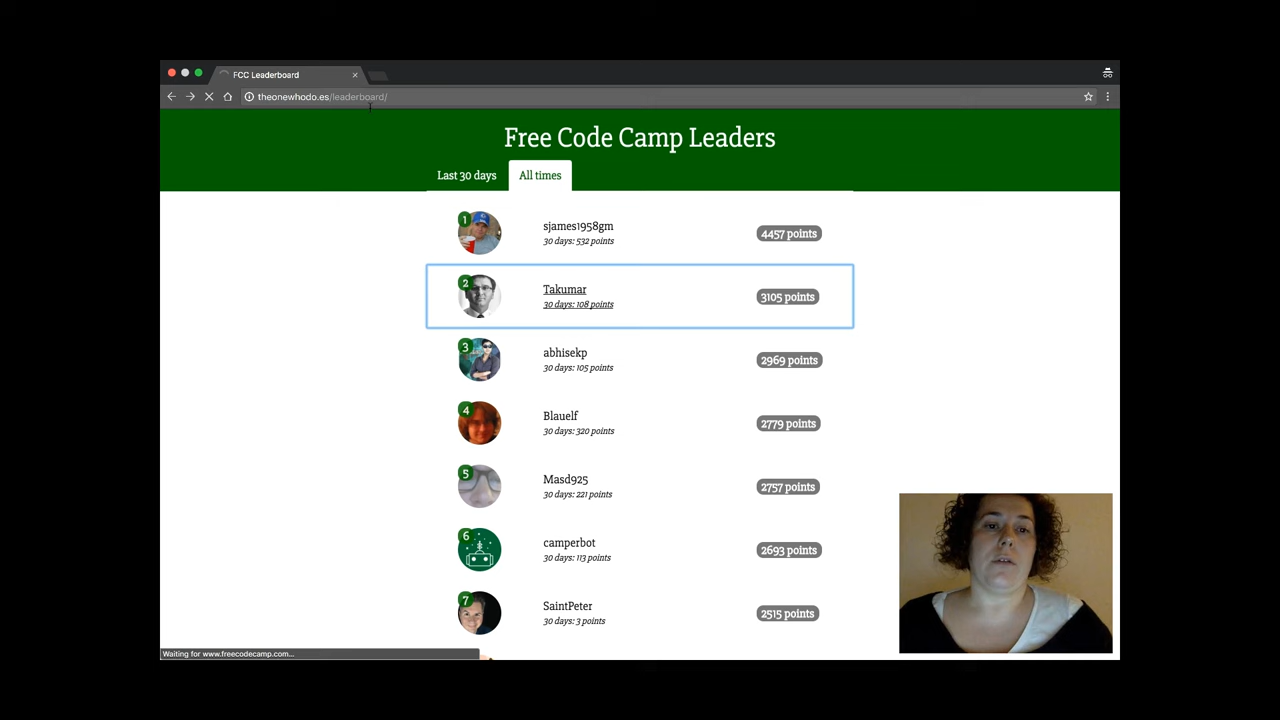 FCC Leaderboard
theonewhodo.es/leaderboard/
Free Code Camp Leaders
Last 30 days
All times
1
sjames1958gm
30 days: 532 points
4457 points
2
Takumar
30 days: 108 points
3105 points
3
abhisekp
30 days: 105 points
2969 points
4
Blauelf
30 days: 320 points
2779 points
5
Masd925
30 days: 221 points
2757 points
6
camperbot
30 days: 113 points
2693 points
7
SaintPeter
30 days: 3 points
2515 points
Waiting for www.freecodecamp.com...